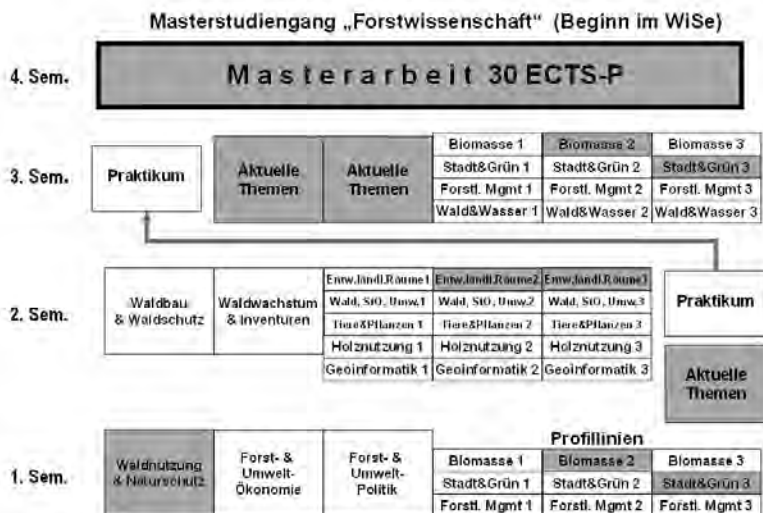 Masterstudiengang „Forstwissenschaft“ (Beginn im WiSe)
4. Sem.
Masterarbeit 30 ECTS-P
3. Sem.
Praktikum
Aktuelle
Themen
Aktuelle
Themen
Biomasse 1
Biomasse 2
Biomasse 3
Stadt&Grün 1
Stadt&Grün 2
Stadt&Grün 3
Forstl. Mgmt 1
Forstl. Mgmt 2
Forstl. Mgmt 3
Wald&Wasser 1
Wald&Wasser 2
Wald&Wasser 3
2. Sem.
Waldbau
& Waldschutz
Waldwachstum
& Inventuren
Entw.ländl.Räume1
Entw.ländl.Räume2
Entw.ländl.Räume3
Wald, StO, Umw.1
Wald, StO, Umw.2
Wald, StO, Umw.3
Tiere&Pflanzen 1
Tiere&Pflanzen 2
Tiere&Pflanzen 3
Holznutzung 1
Holznutzung 2
Holznutzung 3
Geoinformatik 1
Geoinformatik 2
Geoinformatik 3
Praktikum
Aktuelle
Themen
1. Sem.
Waldnutzung
& Naturschutz
Forst- &
Umwelt-
Ökonomie
Forst- &
Umwelt-
Politik
Profillinien
Biomasse 1
Biomasse 2
Biomasse 3
Stadt&Grün 1
Stadt&Grün 2
Stadt&Grün 3
Forstl. Mgmt 1
Forstl. Mgmt 2
Forstl. Mgmt 3